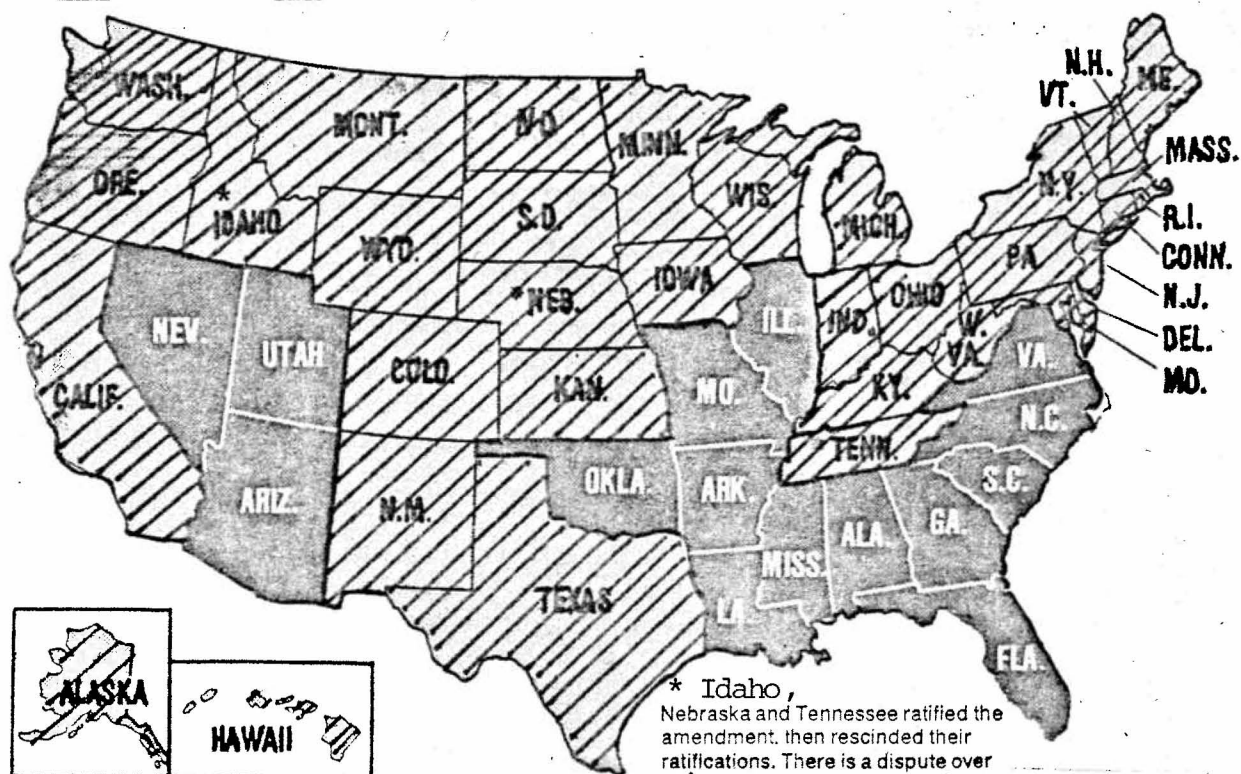 WASH.
MONT.
N.D.
MINN.
ORE.
* IDAHO
WYO.
S.D.
WIS.
MICH.
N.Y.
VT.
N.H.
ME.
MASS.
R.I.
CONN.
N.J.
DEL.
MD.
PA
OHIO
IND.
ILL.
IOWA
*NEB.
NEV.
UTAH
COLO.
KAN.
MO.
KY.
W.
VA.
VA.
CALIF.
ARIZ.
N.M.
OKLA.
ARK.
TENN.
N.C.
S.C.
TEXAS
LA.
MISS.
ALA.
GA.
FLA.
ALASKA
HAWAII
* Idaho,
Nebraska and Tennessee ratified the
amendment. then rescinded their
ratifications. There is a dispute over